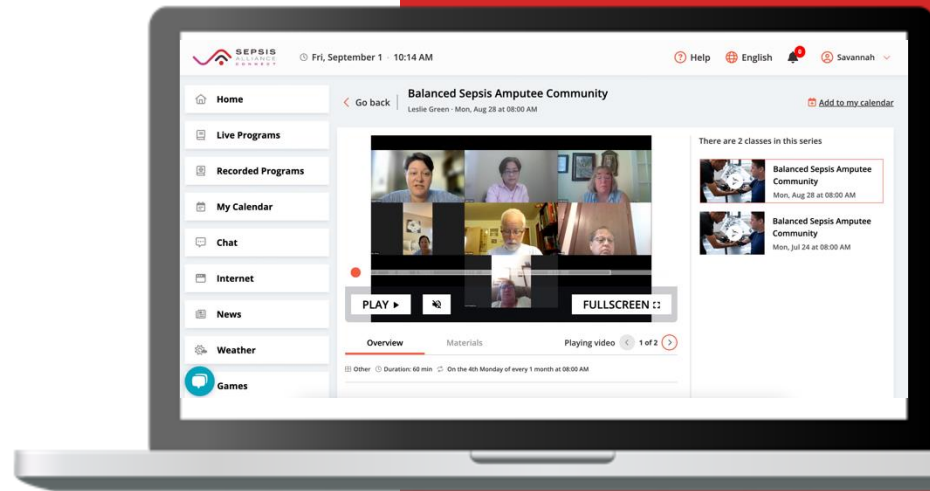 SEPSIS
ALLIANCE
CONNECT
Fri, September 1 · 10:14 AM
Help
English
6
Savannah
Home
Live Programs
Recorded Programs
My Calendar
Chat
Internet
News
Weather
Games
Go back
Balanced Sepsis Amputee Community
Leslie Green - Mon, Aug 28 at 08:00 AM
Add to my calendar
PLAY
FULLSCREEN
Overview
Materials
Playing video
1 of 2
Other
Duration: 60 min
On the 4th Monday of every 1 month at 08:00 AM
There are 2 classes in this series
Balanced Sepsis Amputee
Community
Mon, Aug 28 at 08:00 AM
Balanced Sepsis Amputee
Community
Mon, Jul 24 at 08:00 AM